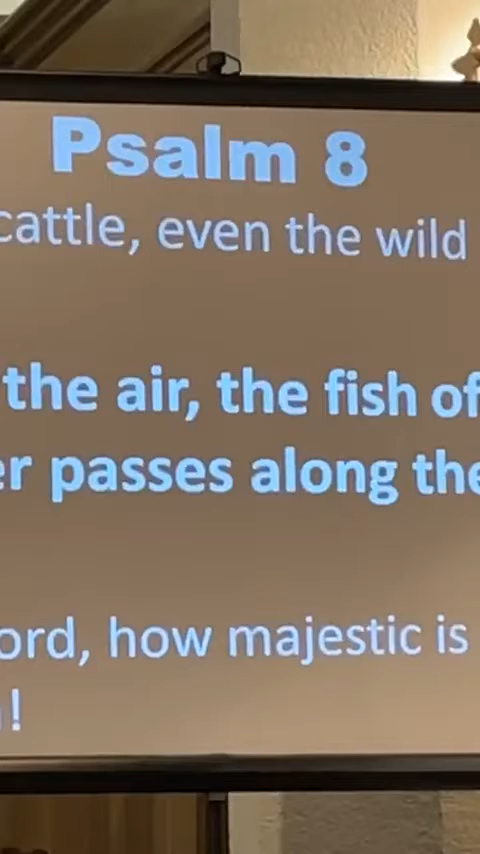 Psalm 8
cattle, even the wild
the air, the fish of
er passes along the
ord, how majestic is
!